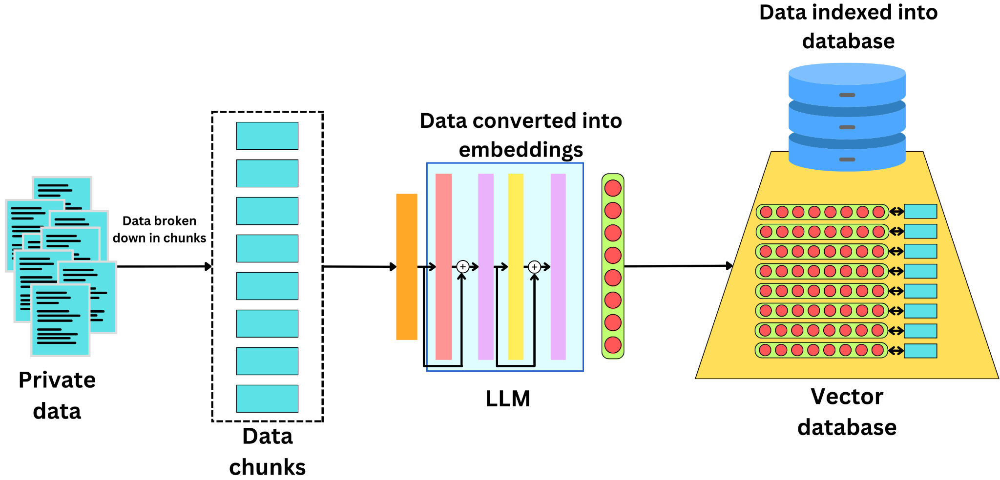 Data indexed into
database
Data converted into
embeddings
Data broken
down in chunks
Private
data
Data
chunks
LLM
Vector
database